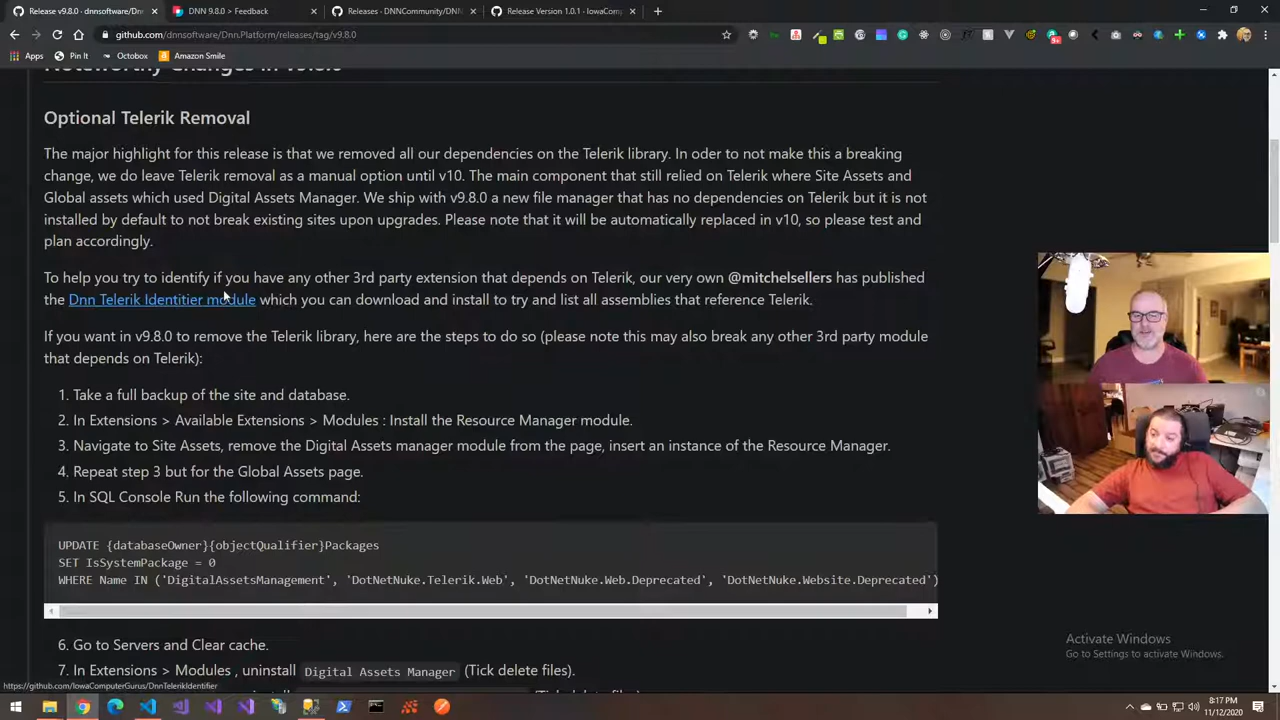 Release v9.8.0 · dnnsoftware/Dnn
DNN 9.8.0 > Feedback
Releases · DNNCommunity/DNN
Release Version 1.0.1 · IowaComp
github.com/dnnsoftware/Dnn.Platform/releases/tag/v9.8.0
Apps
Pin It
Octobox
Amazon Smile
Noteworthy Changes in v9.8.0
Optional Telerik Removal
The major highlight for this release is that we removed all our dependencies on the Telerik library. In oder to not make this a breaking
change, we do leave Telerik removal as a manual option until v10. The main component that still relied on Telerik where Site Assets and
Global assets which used Digital Assets Manager. We ship with v9.8.0 a new file manager that has no dependencies on Telerik but it is not
installed by default to not break existing sites upon upgrades. Please note that it will be automatically replaced in v10, so please test and
plan accordingly.
To help you try to identify if you have any other 3rd party extension that depends on Telerik, our very own @mitchelsellers has published
the Dnn Telerik Identitier module which you can download and install to try and list all assemblies that reference Telerik.
If you want in v9.8.0 to remove the Telerik library, here are the steps to do so (please note this may also break any other 3rd party module
that depends on Telerik):
1. Take a full backup of the site and database.
2. In Extensions > Available Extensions > Modules : Install the Resource Manager module.
3. Navigate to Site Assets, remove the Digital Assets manager module from the page, insert an instance of the Resource Manager.
4. Repeat step 3 but for the Global Assets page.
5. In SQL Console Run the following command:
UPDATE {databaseOwner}{objectQualifier}Packages
SET IsSystemPackage = 0
WHERE Name IN ('DigitalAssetsManagement', 'DotNetNuke.Telerik.Web', 'DotNetNuke.Web.Deprecated', 'DotNetNuke.Website.Deprecated')
6. Go to Servers and Clear cache.
7. In Extensions > Modules , uninstall Digital Assets Manager (Tick delete files).
https://github.com/IowaComputerGurus/DnnTelerikIdentifier
Activate Windows
Go to Settings to activate Windows.
8:17 PM
11/12/2020